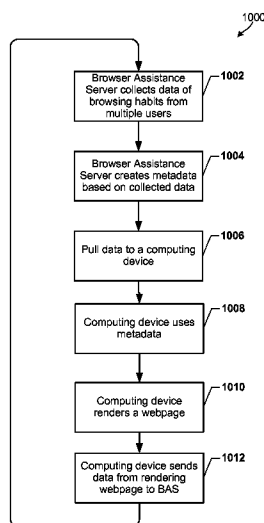 1000
Browser Assistance
Server collects data of
browsing habits from
multiple users
1002
Browser Assistance
Server creates metadata
based on collected data
1004
Pull data to a computing
device
1006
Computing device uses
metadata
1008
Computing device
renders a webpage
1010
Computing device sends
data from rendering
webpage to BAS
1012